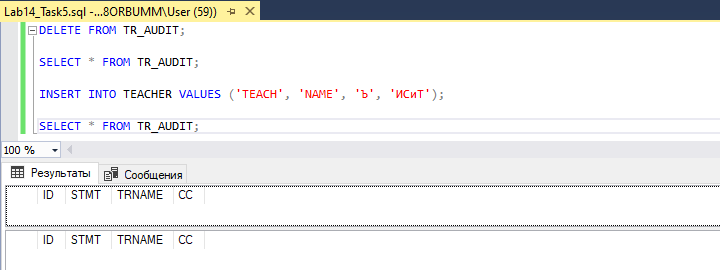 Lab14_Task5.sql -...8ORBUMM\User (59))
DELETE FROM TR_AUDIT;
SELECT * FROM TR_AUDIT;
INSERT INTO TEACHER VALUES ('TEACH', 'NAME', 'Ъ', 'ИСиТ');
SELECT * FROM TR_AUDIT;
100 %
Результаты Сообщения
ID STMT TRNAME CC
ID STMT TRNAME CC